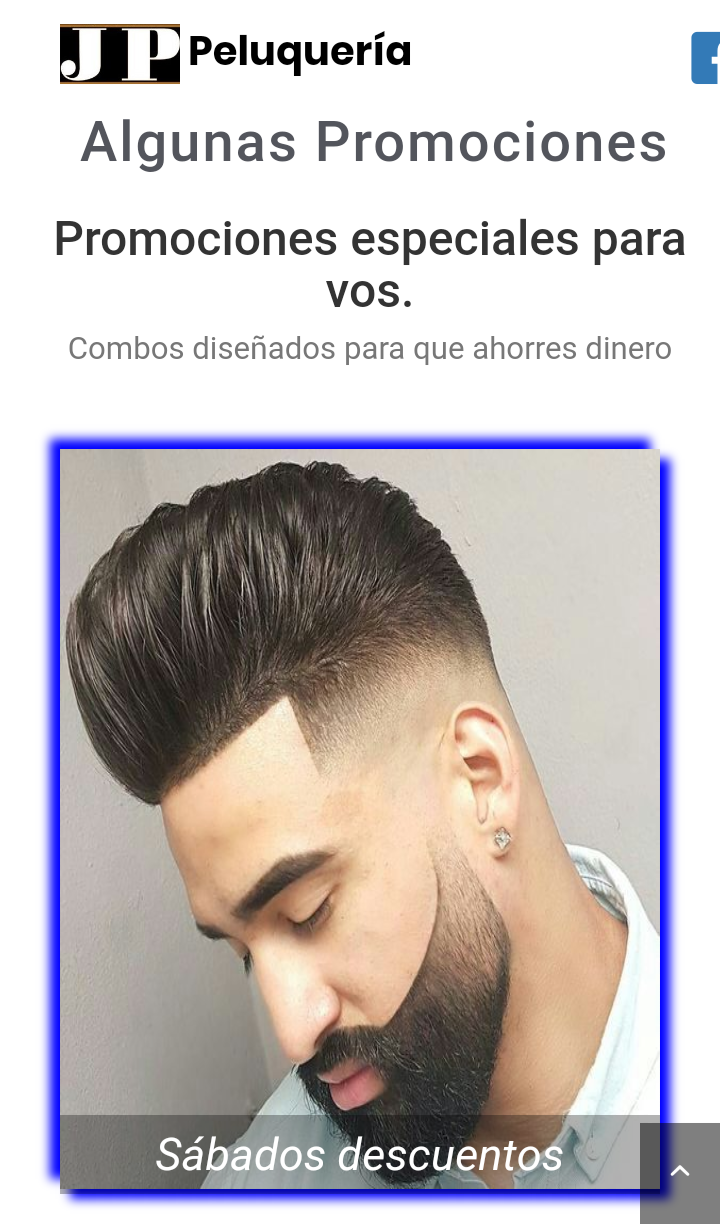 JP Peluquería
Algunas Promociones
Promociones especiales para
vos.
Combos diseñados para que ahorres dinero
Sábados descuentos